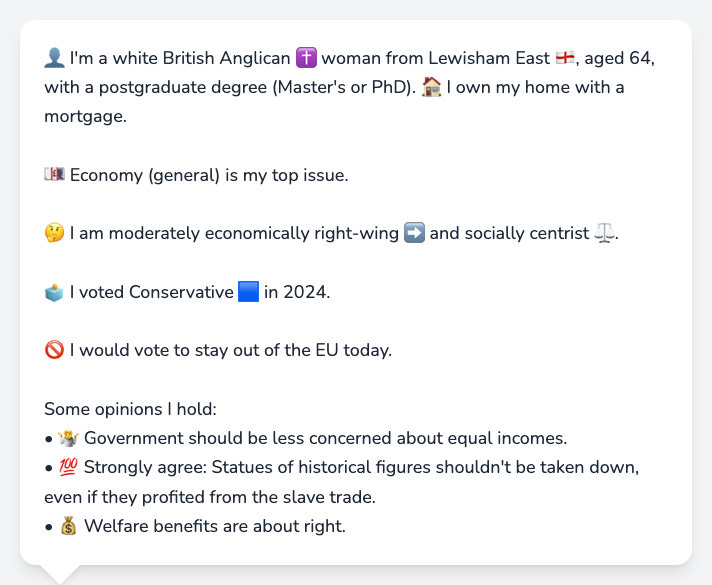 👤 I'm a white British Anglican ✝️ woman from Lewisham East 🏴󠁧󠁢󠁥󠁮󠁧󠁿, aged 64,
with a postgraduate degree (Master's or PhD). 🏠 I own my home with a
mortgage.
💷 Economy (general) is my top issue.
🤔 I am moderately economically right-wing ➡️ and socially centrist ⚖️.
🗳️ I voted Conservative 🟦 in 2024.
🚫 I would vote to stay out of the EU today.
Some opinions I hold:
• 🤷 Government should be less concerned about equal incomes.
• 💯 Strongly agree: Statues of historical figures shouldn't be taken down,
even if they profited from the slave trade.
• 💰 Welfare benefits are about right.